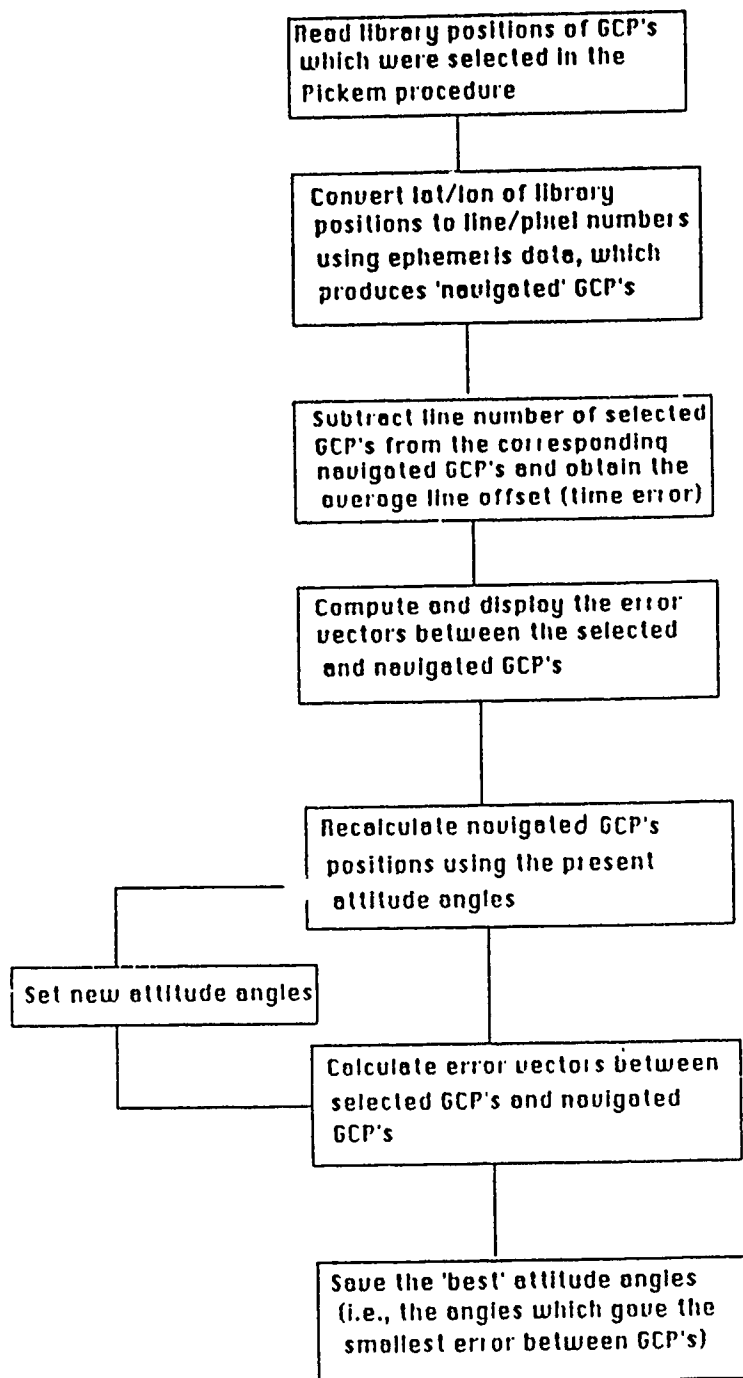 Read library positions of GCP's
which were selected in the
Pickem procedure
Convert lat/lon of library
positions to line/pixel numbers
using ephemeris data, which
produces 'navigated' GCP's
Subtract line number of selected
GCP's from the corresponding
navigated GCP's and obtain the
average line offset (time error)
Compute and display the error
vectors between the selected
and navigated GCP's
Recalculate navigated GCP's
positions using the present
attitude angles
Set new attitude angles
Calculate error vectors between
selected GCP's and navigated
GCP's
Save the 'best' attitude angles
(i.e., the angles which gave the
smallest error between GCP's)